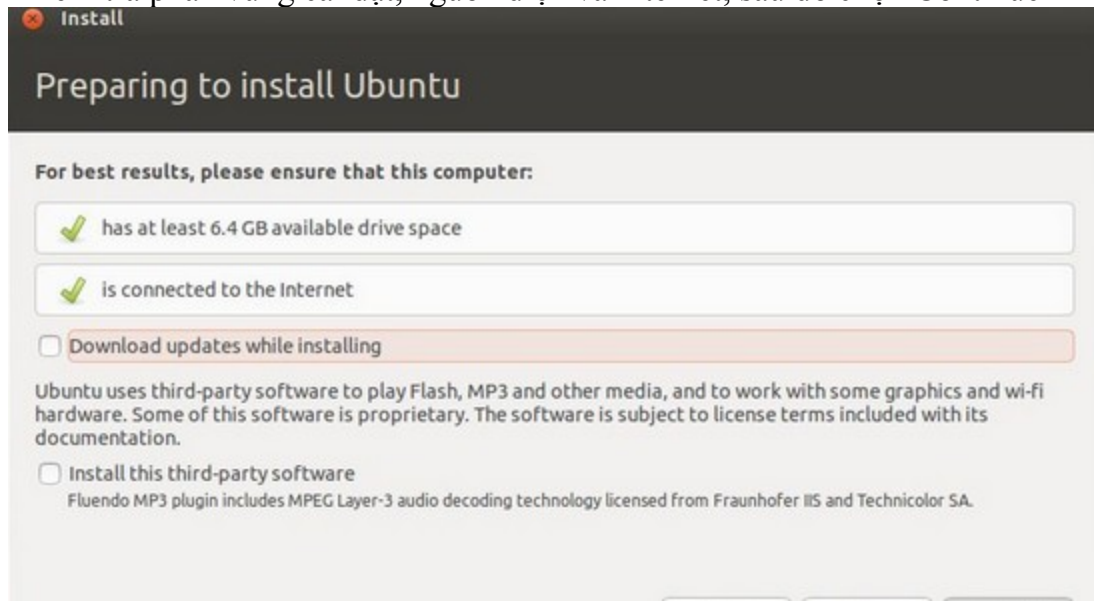 Install
Preparing to install Ubuntu
For best results, please ensure that this computer:
has at least 6.4 GB available drive space
is connected to the Internet
Download updates while installing
Ubuntu uses third-party software to play Flash, MP3 and other media, and to work with some graphics and wi-fi
hardware. Some of this software is proprietary. The software is subject to license terms included with its
documentation.
Install this third-party software
Fluendo MP3 plugin includes MPEG Layer-3 audio decoding technology licensed from Fraunhofer IIS and Technicolor SA.